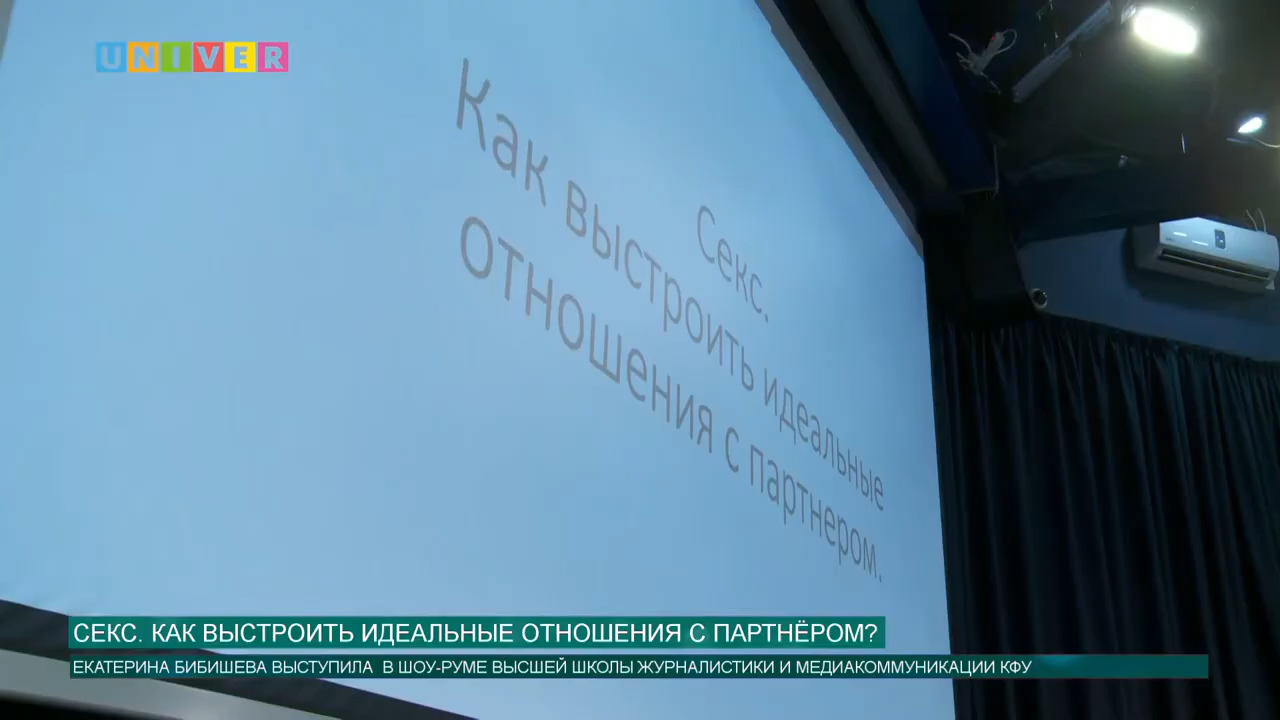 UNIVER
Секс.
Как выстроить идеальные
отношения с партнером.
СЕКС. КАК ВЫСТРОИТЬ ИДЕАЛЬНЫЕ ОТНОШЕНИЯ С ПАРТНЁРОМ?
ЕКАТЕРИНА БИБИШЕВА ВЫСТУПИЛА В ШОУ-РУМЕ ВЫСШЕЙ ШКОЛЫ ЖУРНАЛИСТИКИ И МЕДИАКОММУНИКАЦИИ КФУ